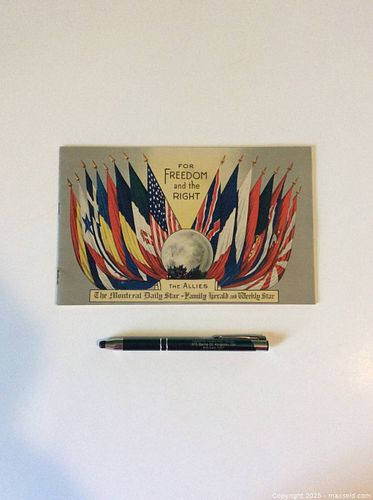 FOR
FREEDOM
and the
RIGHT
THE ALLIES
The Montreal Daily Star - Family Herald and Weekly Star
Copyright 2025 - maxsold.com